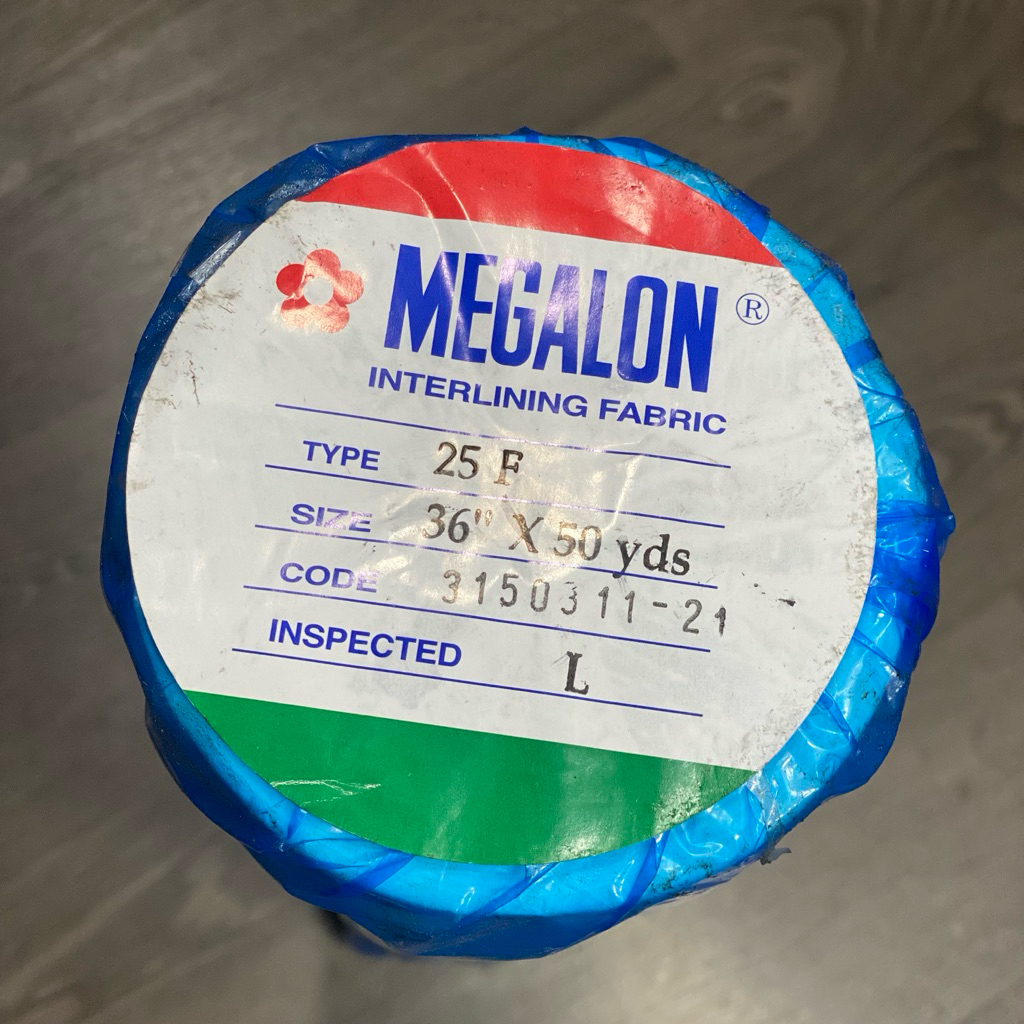 MEGALON ®
INTERLINING FABRIC
TYPE 25 F
SIZE 36" X 50 yds
CODE 3150311-21
INSPECTED L